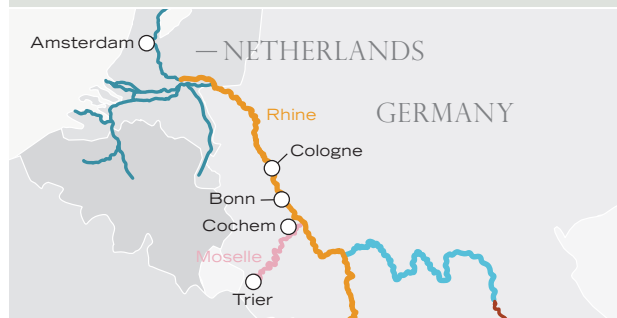 Amsterdam
— NETHERLANDS
Rhine
GERMANY
Cologne
Bonn
Cochem
Moselle
Trier